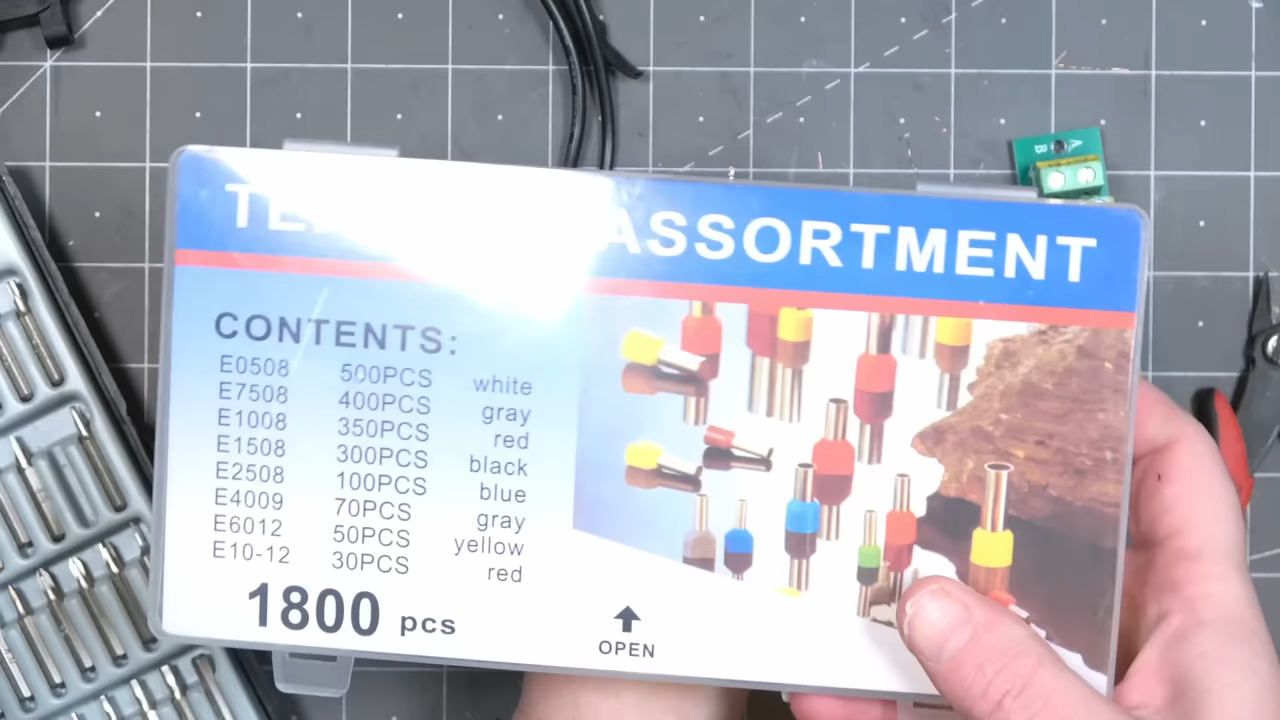 ASSORTMENT
CONTENTS:
E0508 500PCS white
E7508 400PCS gray
E1008 350PCS red
E1508 300PCS black
E2508 100PCS blue
E4009 70PCS gray
E6012 50PCS yellow
E10-12 30PCS red
1800 pcs
OPEN
A
B